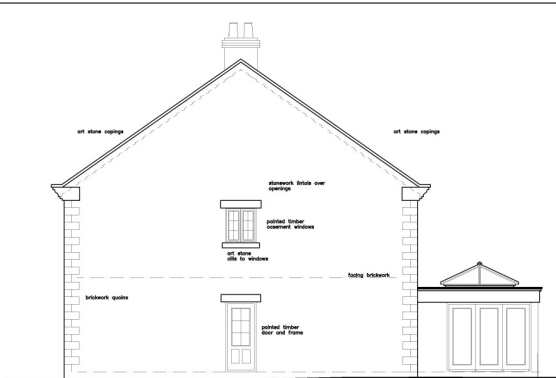 art stone copings
art stone copings
stonework lintals over
openings
painted timber
casement windows
art stone
cills to windows
facing brickwork
brickwork quoins
painted timber
door and frame